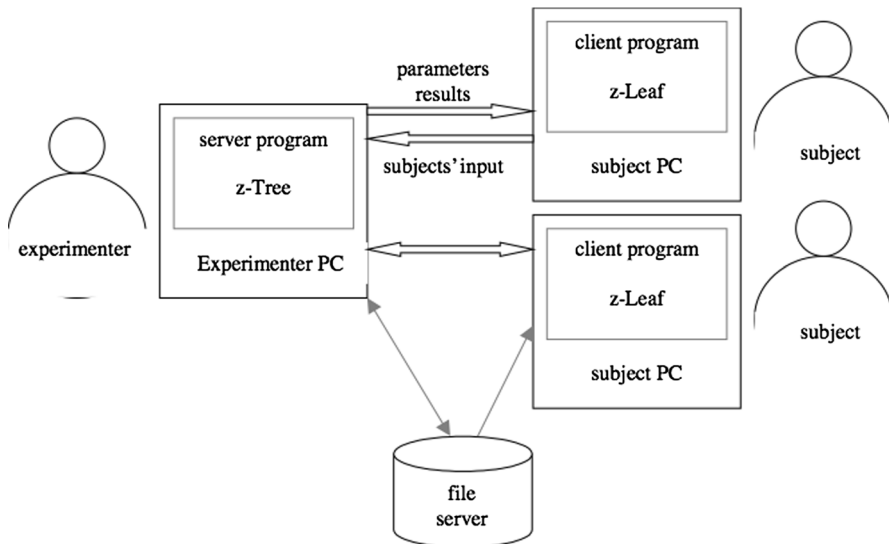 experimenter
server program
z-Tree
Experimenter PC
parameters
results
subjects' input
client program
z-Leaf
subject PC
subject
client program
z-Leaf
subject PC
subject
file
server